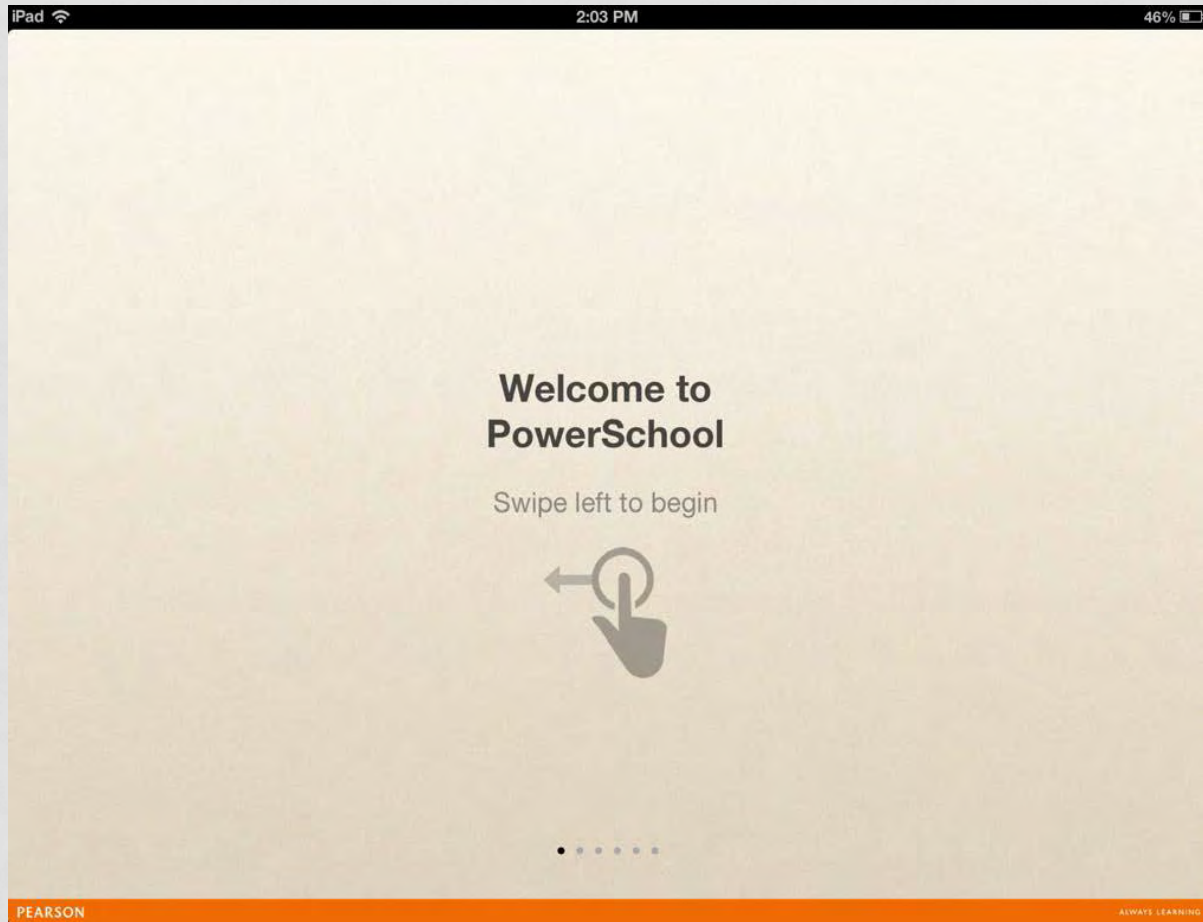 iPad 2:03 PM 46%
Welcome to
PowerSchool
Swipe left to begin
PEARSON ALWAYS LEARNING